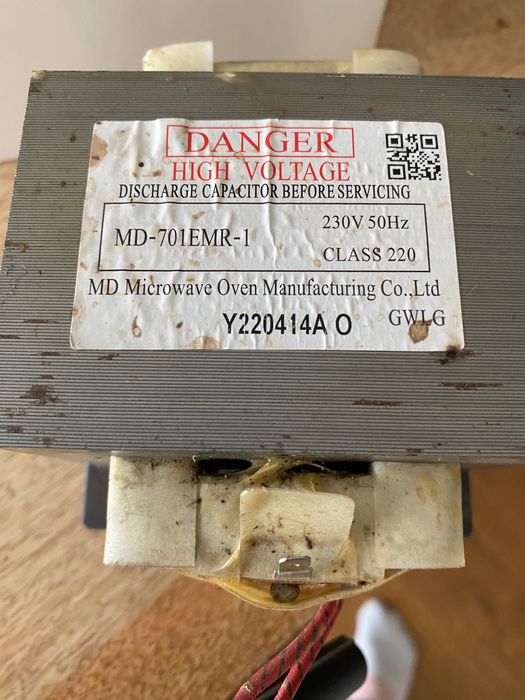 DANGER
HIGH VOLTAGE
DISCHARGE CAPACITOR BEFORE SERVICING
MD-701EMR-1
230V 50Hz
CLASS 220
MD Microwave Oven Manufacturing Co.,Ltd
Y220414A O
GWLG